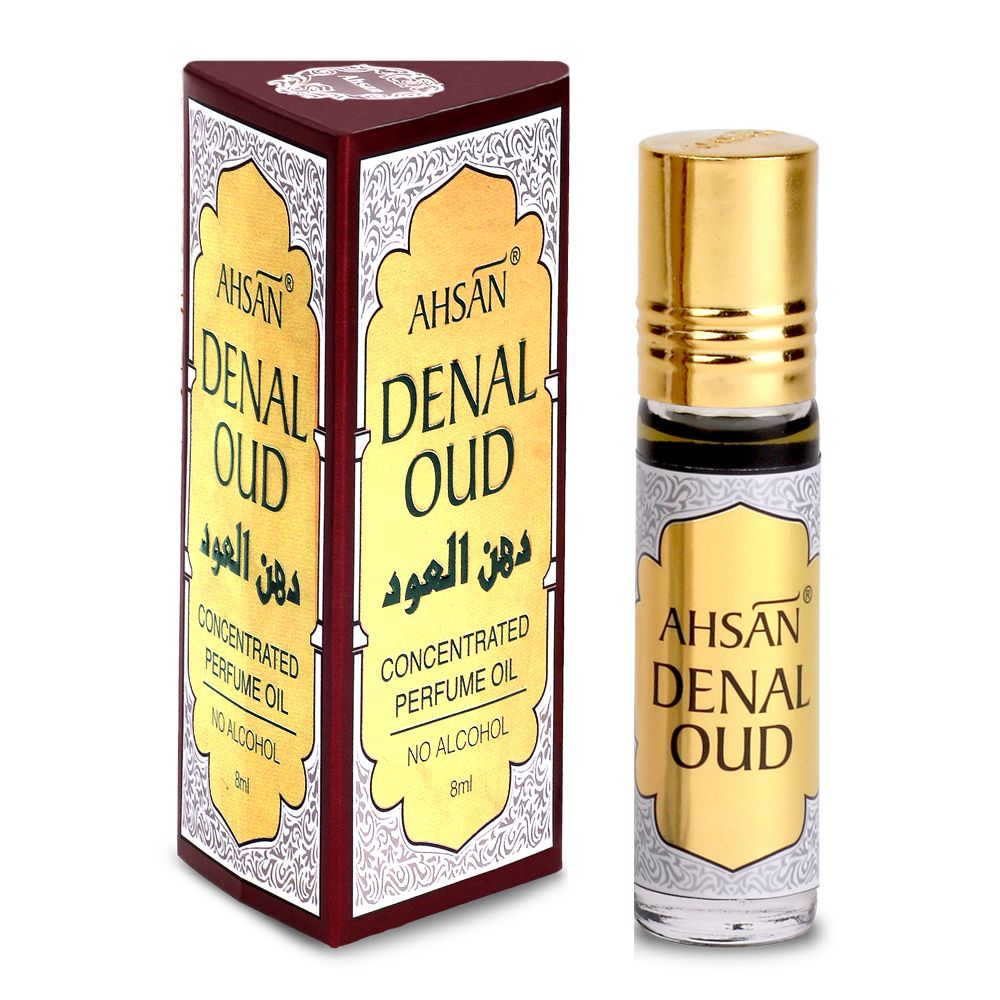 Ahsan
AHSAN®
DENAL
OUD
دهن العود
CONCENTRATED
PERFUME OIL
NO ALCOHOL
8ml
AHSAN®
DENAL
OUD
دهن العود
CONCENTRATED
PERFUME OIL
NO ALCOHOL
8ml
AHSAN®
DENAL
OUD